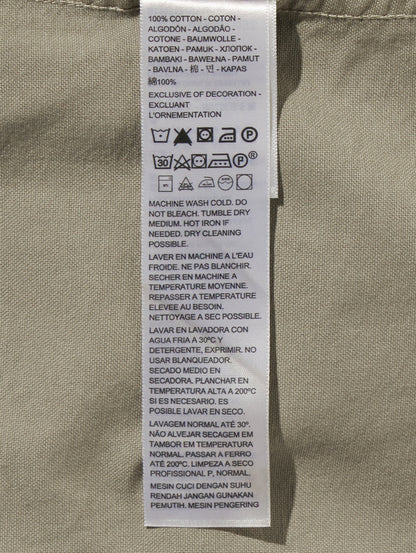 100% COTTON - COTON -
ALGODÓN - ALGODÃO -
COTONE - BAUMWOLLE -
KATOEN - PAMUK - ΧΛΟΠΟΚ -
BAMBAKI - BAWEŁNA - PAMUT
- BAVLNA - 棉 - 면 - KAPAS
綿100%
EXCLUSIVE OF DECORATION -
EXCLUANT
L'ORNEMENTATION
P
30 P ®
MACHINE WASH COLD. DO
NOT BLEACH. TUMBLE DRY
MEDIUM. HOT IRON IF
NEEDED. DRY CLEANING
POSSIBLE.
LAVER EN MACHINE A L'EAU
FROIDE. NE PAS BLANCHIR.
SECHER EN MACHINE A
TEMPERATURE MOYENNE.
REPASSER A TEMPERATURE
ELEVEE AU BESOIN.
NETTOYAGE A SEC POSSIBLE.
LAVAR EN LAVADORA CON
AGUA FRIA A 30ºC Y
DETERGENTE, EXPRIMIR. NO
USAR BLANQUEADOR.
SECADO MEDIO EN
SECADORA. PLANCHAR EN
TEMPERATURA ALTA A 200ºC
SI ES NECESARIO. ES
POSIBLE LAVAR EN SECO.
LAVAGEM NORMAL ATÉ 30º.
NÃO ALVEJAR SECAGEM EM
TAMBOR EM TEMPERATURA
NORMAL. PASSAR A FERRO
ATÉ 200ºC. LIMPEZA A SECO
PROFISSIONAL P, NORMAL.
MESIN CUCI DENGAN SUHU
RENDAH JANGAN GUNAKAN
PEMUTIH. MESIN PENGERING